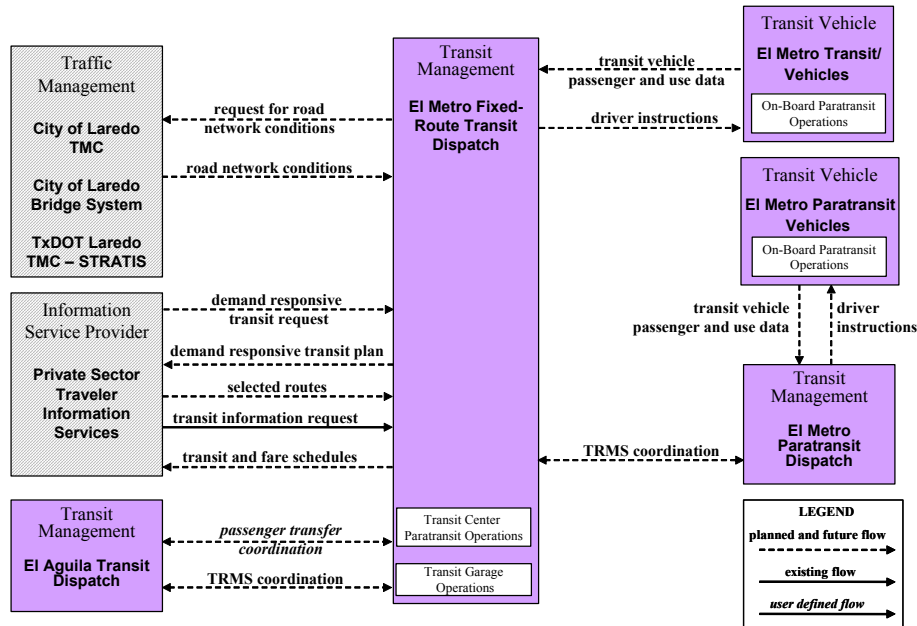 Traffic
Management
City of Laredo
TMC
City of Laredo
Bridge System
TxDOT Laredo
TMC – STRATIS
Information
Service Provider
Private Sector
Traveler
Information
Services
Transit
Management
El Aguila Transit
Dispatch
request for road
network conditions
road network conditions
demand responsive
transit request
demand responsive transit plan
selected routes
transit information request
transit and fare schedules
passenger transfer
coordination
TRMS coordination
Transit
Management
El Metro Fixed-
Route Transit
Dispatch
Transit Center
Paratransit Operations
Transit Garage
Operations
transit vehicle
passenger and use data
driver instructions
Transit Vehicle
El Metro Transit/
Vehicles
On-Board Paratransit
Operations
Transit Vehicle
El Metro Paratransit
Vehicles
On-Board Paratransit
Operations
transit vehicle
passenger and use data
driver
instructions
TRMS coordination
Transit
Management
El Metro
Paratransit
Dispatch
LEGEND
planned and future flow
existing flow
user defined flow